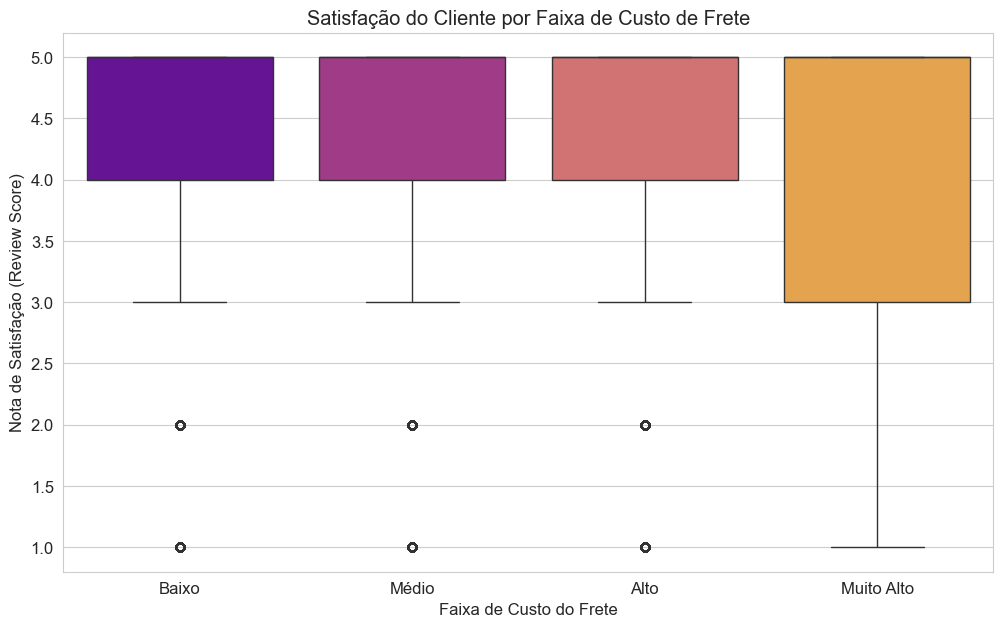 Satisfação do Cliente por Faixa de Custo de Frete
Nota de Satisfação (Review Score)
5.0
4.5
4.0
3.5
3.0
2.5
2.0
1.5
1.0
Baixo Médio Alto Muito Alto
Faixa de Custo do Frete